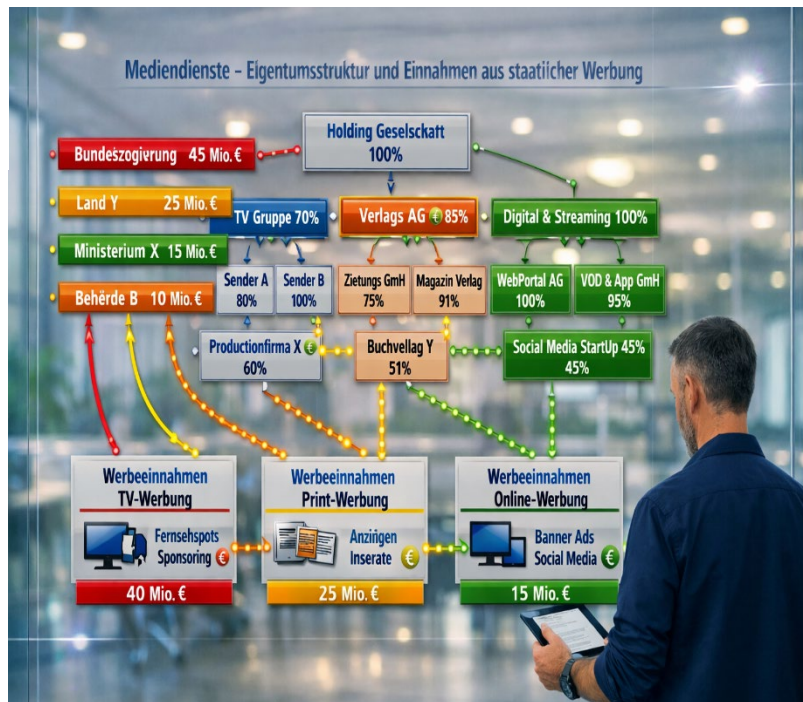 Mediendienste – Eigentumsstruktur und Einnahmen aus staatlicher Werbung
Holding Geselsckatt
100%
Bundeszogierung 45 Mio. €
Land Y 25 Mio. €
Ministerium X 15 Mio. €
Behérde B 10 Mio. €
TV Gruppe 70%
Verlags AG € 85%
Digital & Streaming 100%
Sender A
80%
Sender B
100%
Zietungs GmH
75%
Magazin Verlag
91%
WebPortal AG
100%
VOD & App GmH
95%
Productionfirma X €
60%
Buchvellag Y
51%
Social Media StartUp 45%
45%
Werbeeinnahmen
TV-Werbung
Fernsehspots
Sponsoring €
40 Mio. €
Werbeeinnahmen
Print-Werbung
Anzirigen
Inserate €
25 Mio. €
Werbeeinnahmen
Online-Werbung
Banner Ads
Social Media €
15 Mio. €